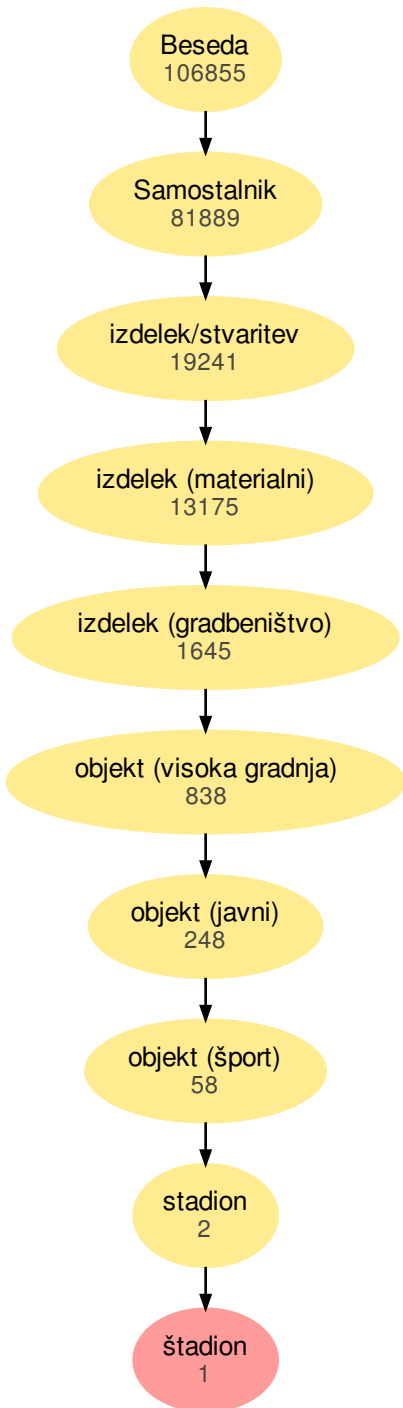 Beseda
106855
Samostalnik
81889
izdelek/stvaritev
19241
izdelek (materialni)
13175
izdelek (gradbeništvo)
1645
objekt (visoka gradnja)
838
objekt (javni)
248
objekt (šport)
58
stadion
2
štadion
1